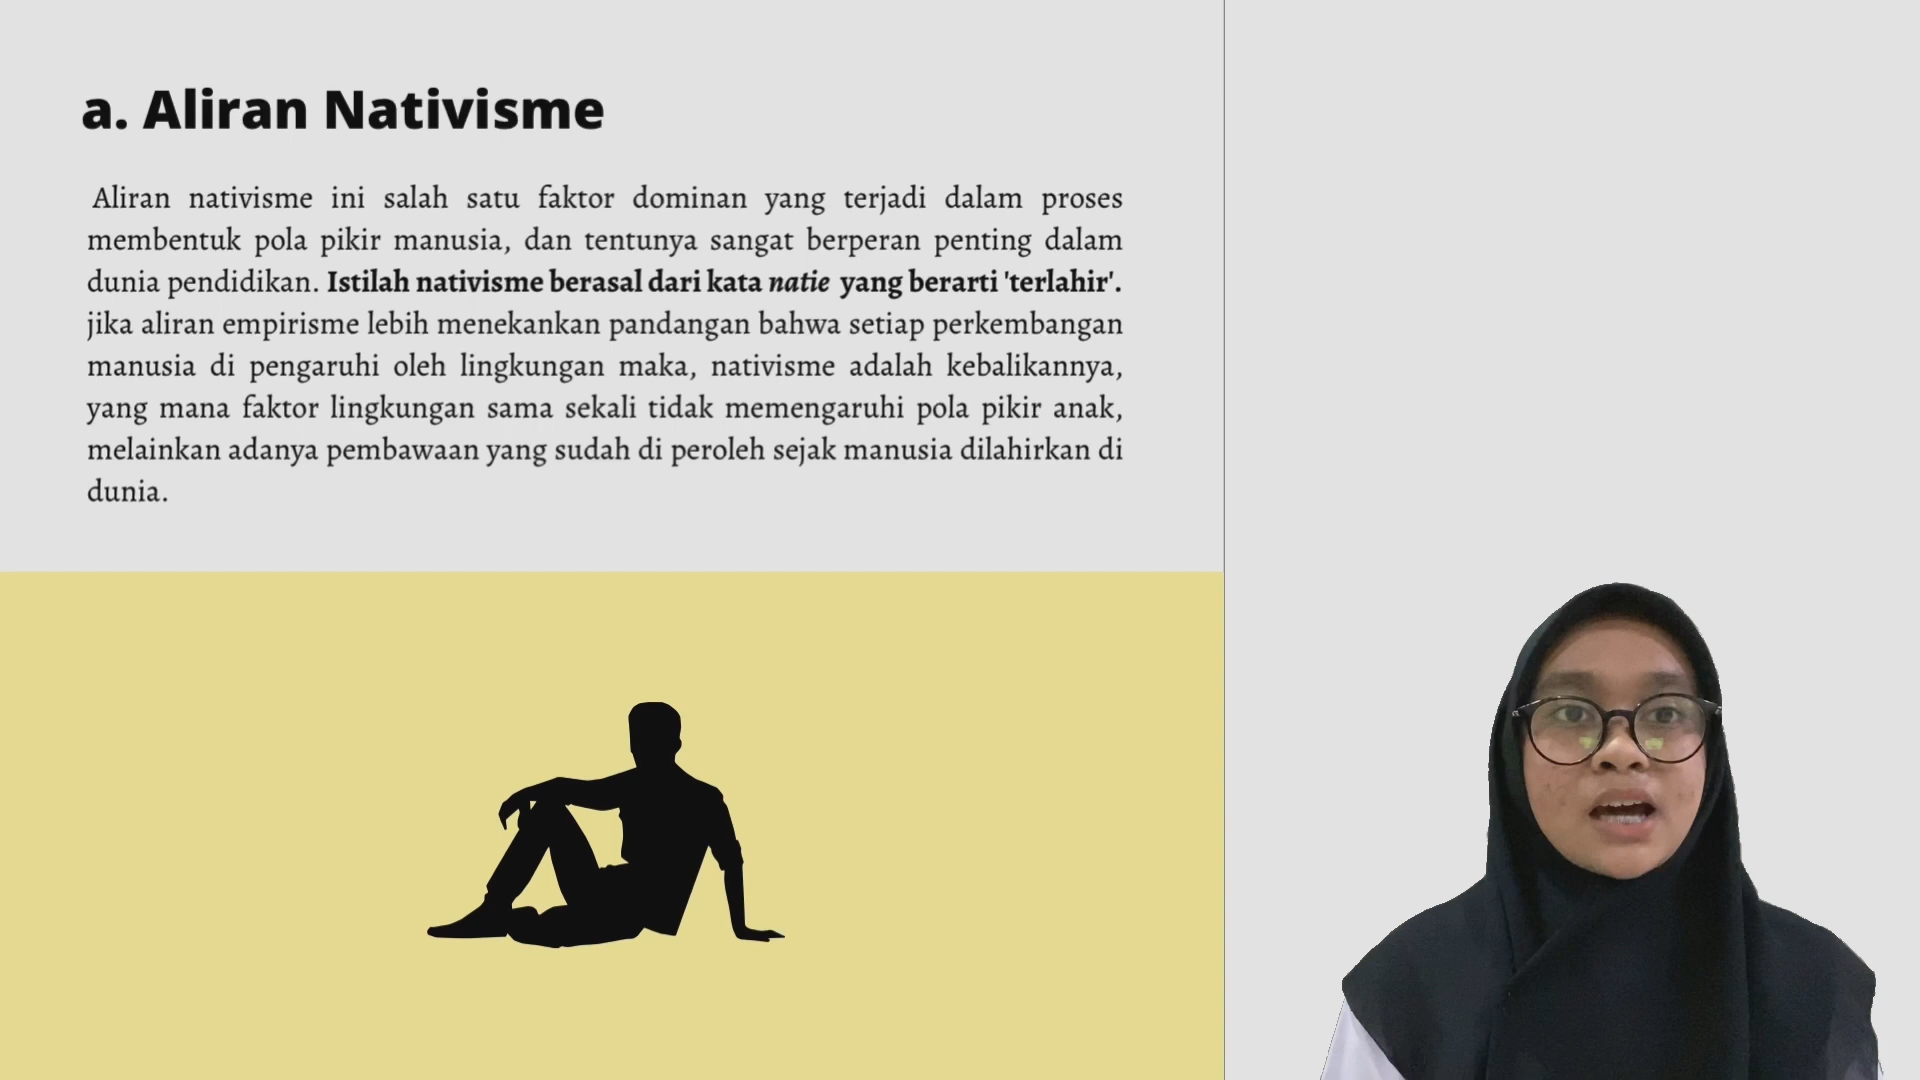 a. Aliran Nativisme
Aliran nativisme ini salah satu faktor dominan yang terjadi dalam proses
membentuk pola pikir manusia, dan tentunya sangat berperan penting dalam
dunia pendidikan. Istilah nativisme berasal dari kata natie yang berarti 'terlahir'.
jika aliran empirisme lebih menekankan pandangan bahwa setiap perkembangan
manusia di pengaruhi oleh lingkungan maka, nativisme adalah kebalikannya,
yang mana faktor lingkungan sama sekali tidak memengaruhi pola pikir anak,
melainkan adanya pembawaan yang sudah di peroleh sejak manusia dilahirkan di
dunia.